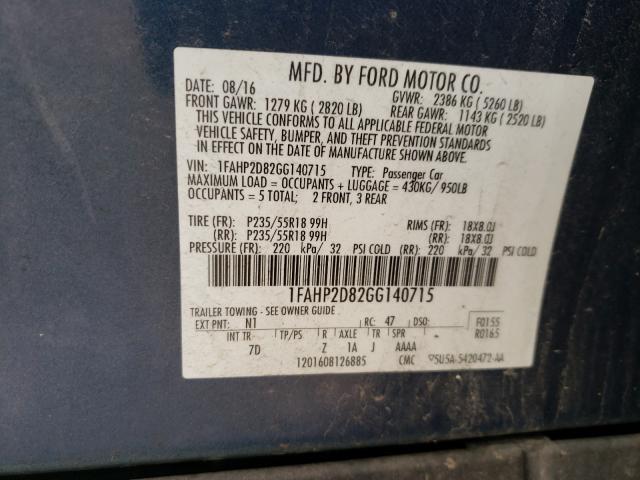 MFD. BY FORD MOTOR CO.
DATE: 08/16 GVWR: 2386 KG ( 5260 LB)
FRONT GAWR: 1279 KG ( 2820 LB) REAR GAWR: 1143 KG ( 2520 LB)
THIS VEHICLE CONFORMS TO ALL APPLICABLE FEDERAL MOTOR
VEHICLE SAFETY, BUMPER, AND THEFT PREVENTION STANDARDS
IN EFFECT ON THE DATE OF MANUFACTURE SHOWN ABOVE.
VIN: 1FAHP2D82GG140715 TYPE: Passenger Car
MAXIMUM LOAD = OCCUPANTS + LUGGAGE = 430KG/ 950LB
OCCUPANTS = 5 TOTAL; 2 FRONT, 3 REAR
TIRE (FR): P235/55R18 99H RIMS (FR): 18X8.0J
(RR): P235/55R18 99H (RR): 18X8.0J
PRESSURE (FR): 220 kPa/ 32 PSI COLD (RR): 220 kPa/ 32 PSI COLD
1FAHP2D82GG140715
TRAILER TOWING - SEE OWNER GUIDE
EXT PNT: N1 RC: 47 DSO: F0155
R0165
INT TR TP/PS R AXLE TR SPR
7D Z 1A J AAAA
1201608126885 CMC 5U5A-5420472-AA